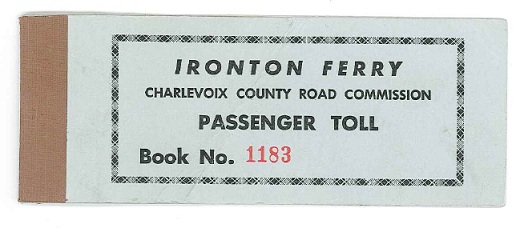 IRONTON FERRY
CHARLEVOIX COUNTY ROAD COMMISSION
PASSENGER TOLL
Book No. 1183